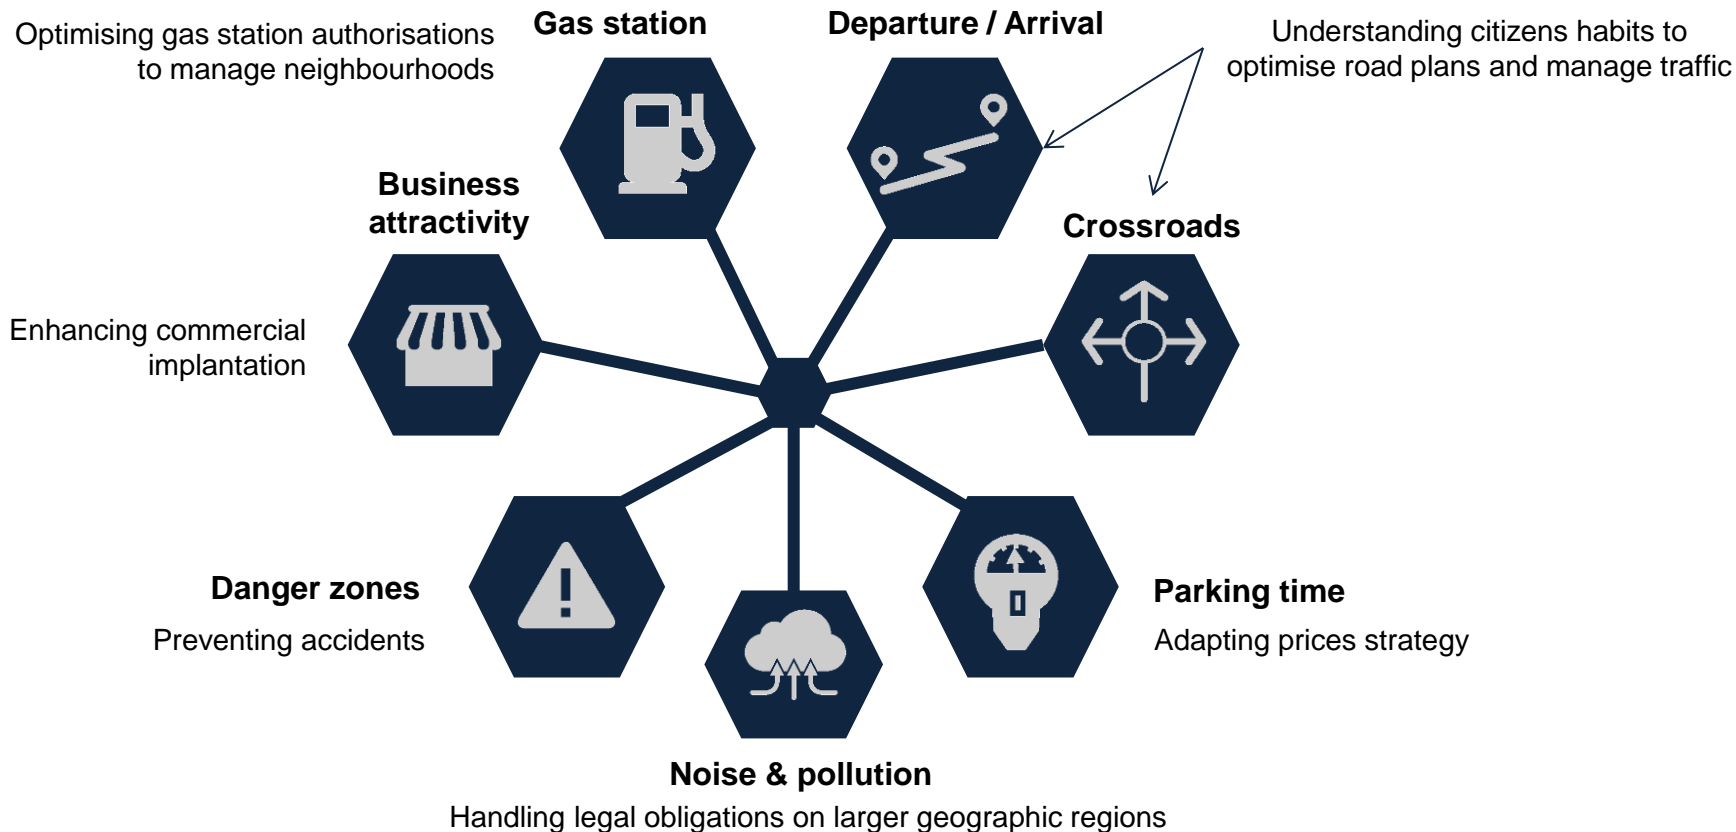 Gas station
Departure / Arrival
Optimising gas station authorisations
to manage neighbourhoods
Understanding citizens habits to
optimise road plans and manage traffic
Business
attractivity
Crossroads
Enhancing commercial
implantation
Danger zones
Preventing accidents
Parking time
Adapting prices strategy
Noise & pollution
Handling legal obligations on larger geographic regions